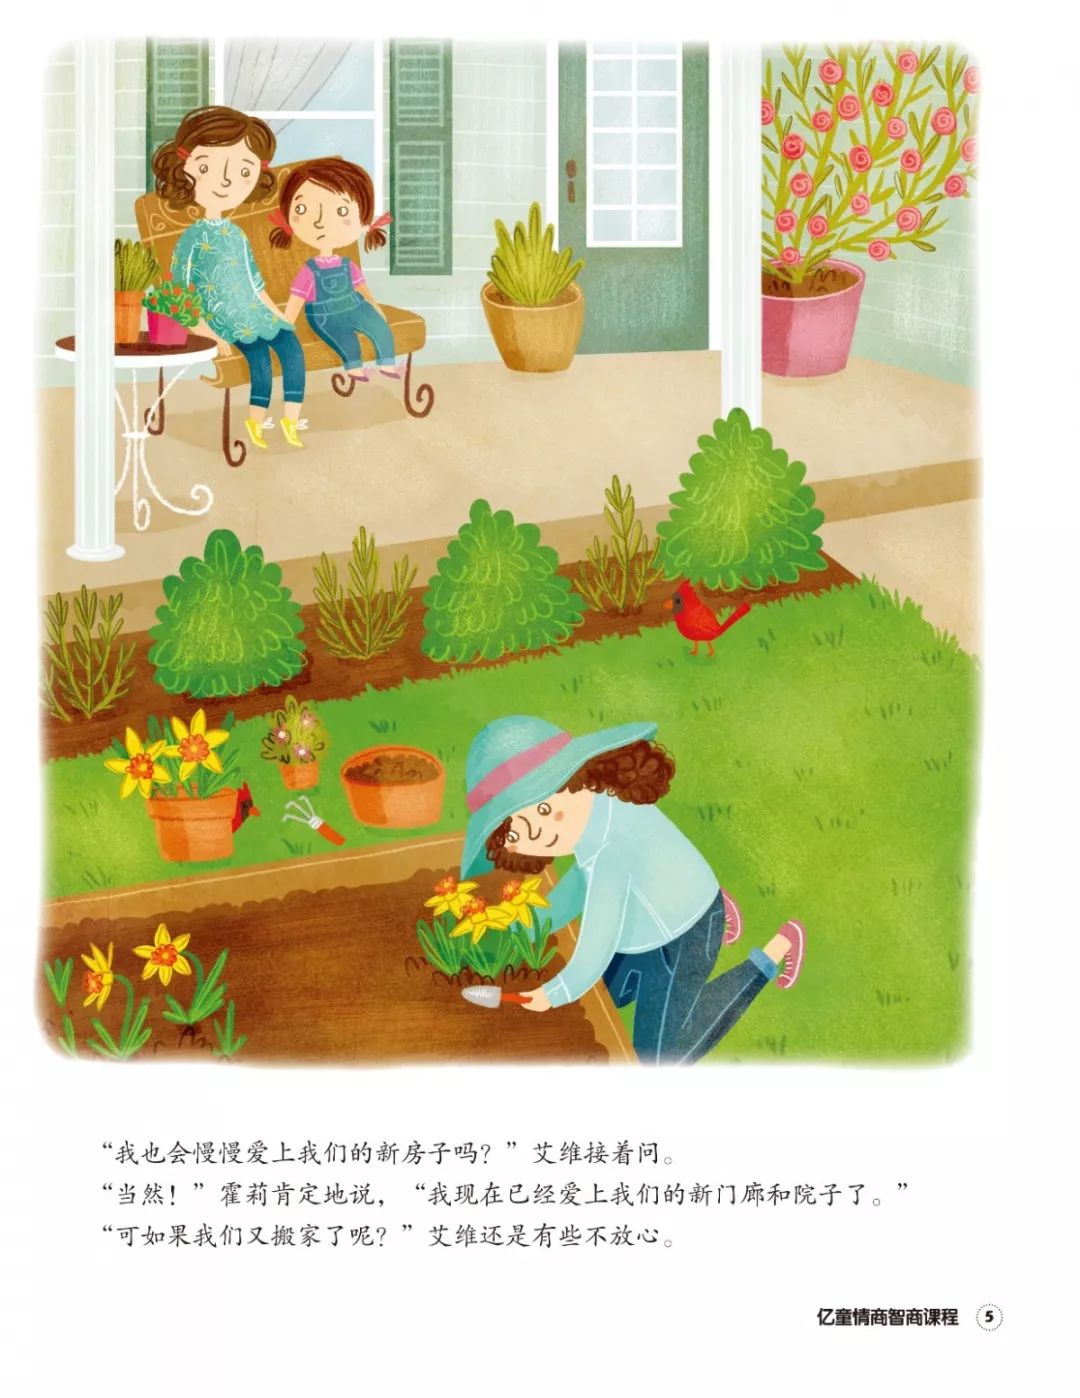 “我也会慢慢爱上我们的新房子吗？”艾维接着问。
“当然！”霍莉肯定地说，“我现在已经爱上我们的新门廊和院子了。”
“可如果我们又搬家了呢？”艾维还是有些不放心。
亿童情商智商课程 5